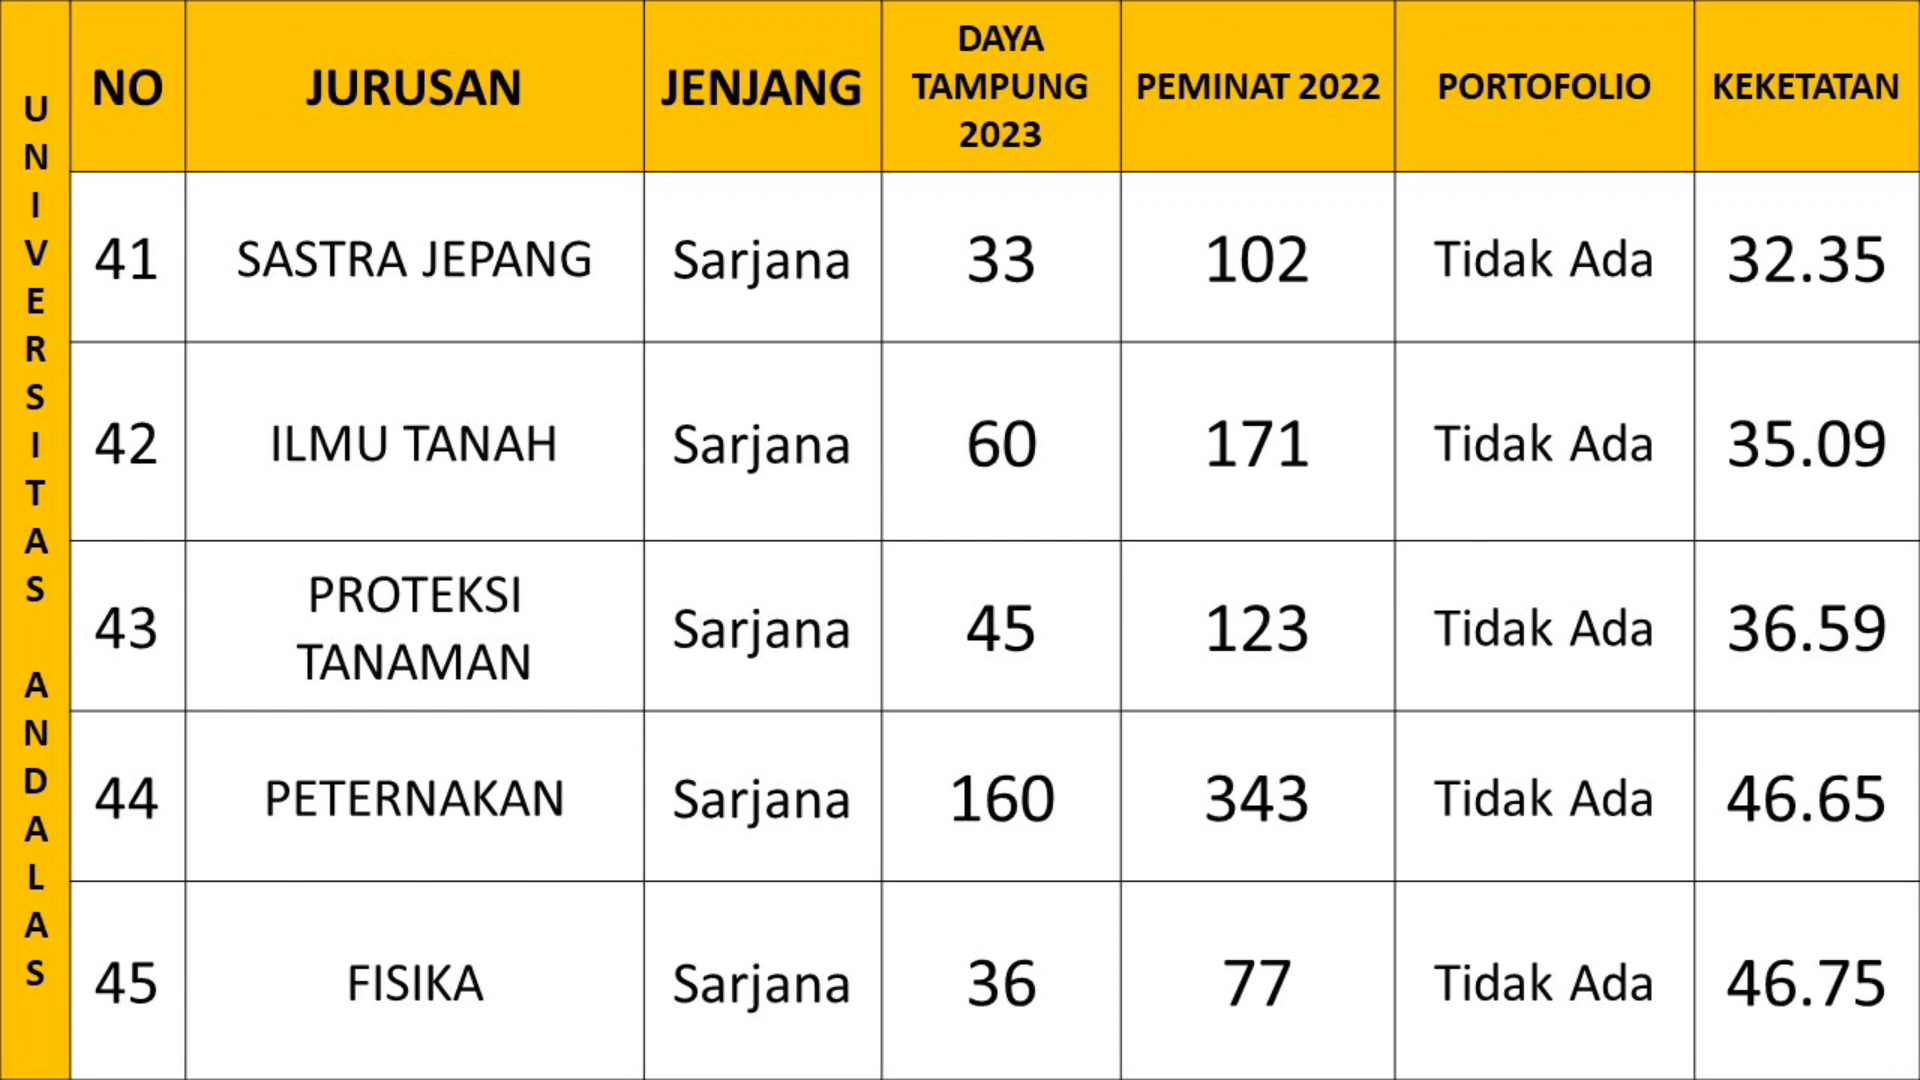 UNIVERSITAS ANDALAS
NO JURUSAN JENJANG DAYA TAMPUNG 2023 PEMINAT 2022 PORTOFOLIO KEKETATAN
41 SASTRA JEPANG Sarjana 33 102 Tidak Ada 32.35
42 ILMU TANAH Sarjana 60 171 Tidak Ada 35.09
43 PROTEKSI TANAMAN Sarjana 45 123 Tidak Ada 36.59
44 PETERNAKAN Sarjana 160 343 Tidak Ada 46.65
45 FISIKA Sarjana 36 77 Tidak Ada 46.75